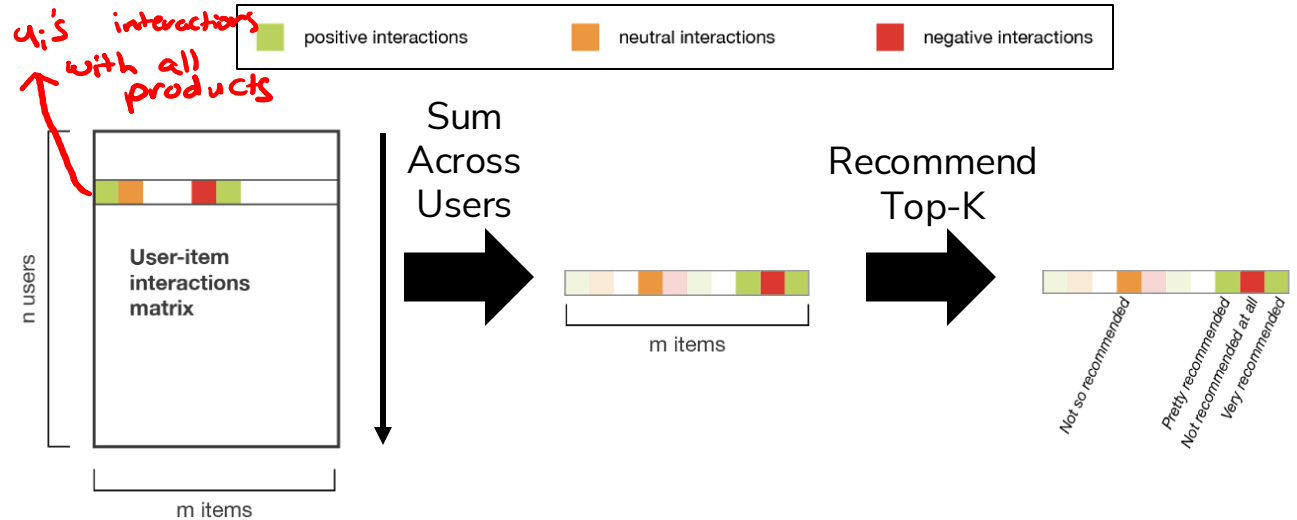 uᵢ's interactions
with all
products
positive interactions
neutral interactions
negative interactions
n users
User-item
interactions
matrix
m items
Sum
Across
Users
m items
Recommend
Top-K
Not so recommended
Pretty recommended
Not recommended at all
Very recommended